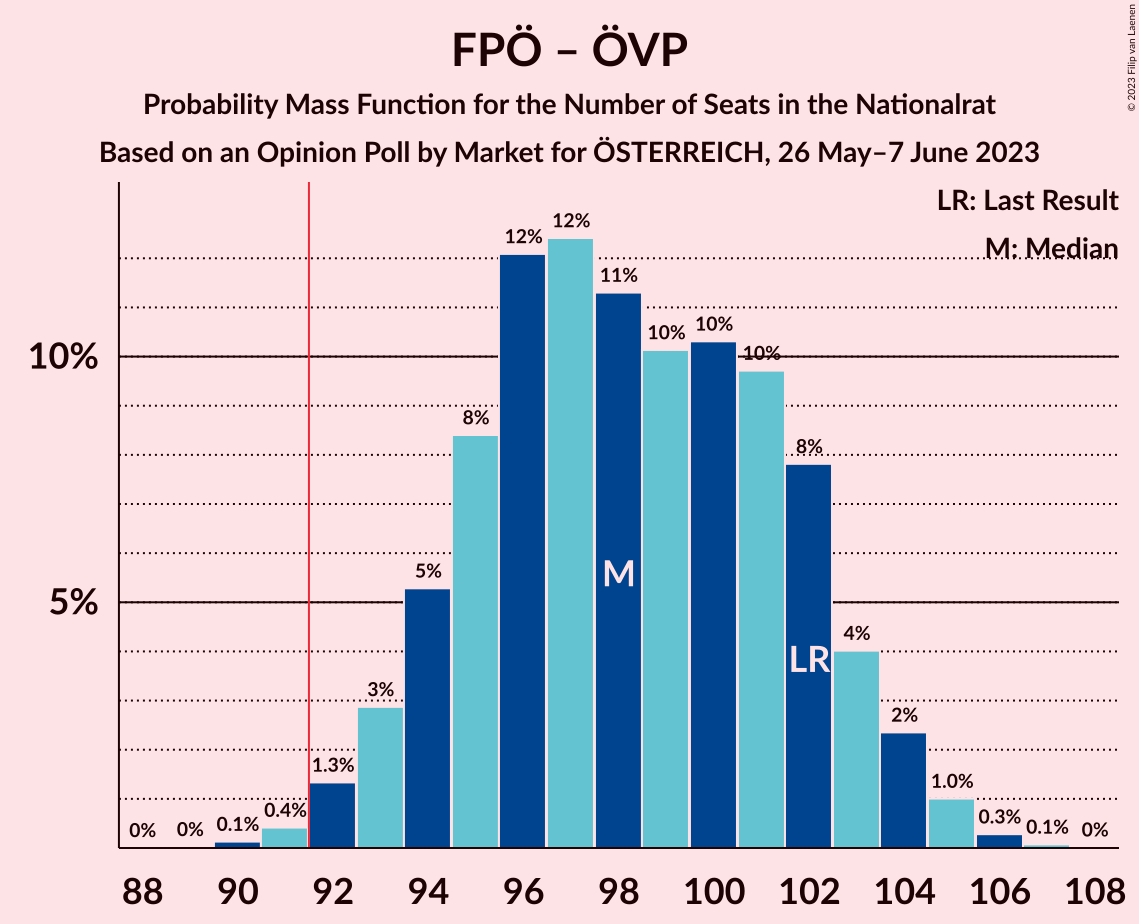 FPÖ – ÖVP
Probability Mass Function for the Number of Seats in the Nationalrat
Based on an Opinion Poll by Market for ÖSTERREICH, 26 May–7 June 2023
© 2023 Filip van Laenen
LR: Last Result
M: Median
10%
5%
0%
0%
0.1%
0.4%
1.3%
3%
5%
8%
12%
12%
11%
10%
10%
10%
8%
4%
2%
1.0%
0.3%
0.1%
0%
M
LR
88 90 92 94 96 98 100 102 104 106 108